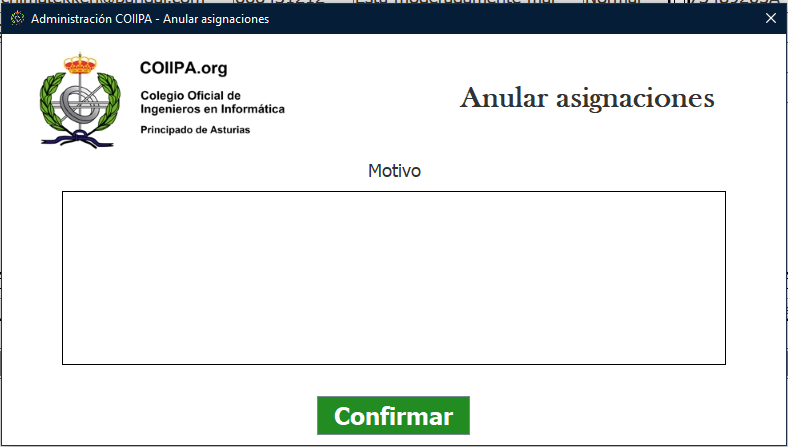 Administración COIIPA - Anular asignaciones
COIIPA.org
Colegio Oficial de
Ingenieros en Informática
Principado de Asturias
Anular asignaciones
Motivo
Confirmar